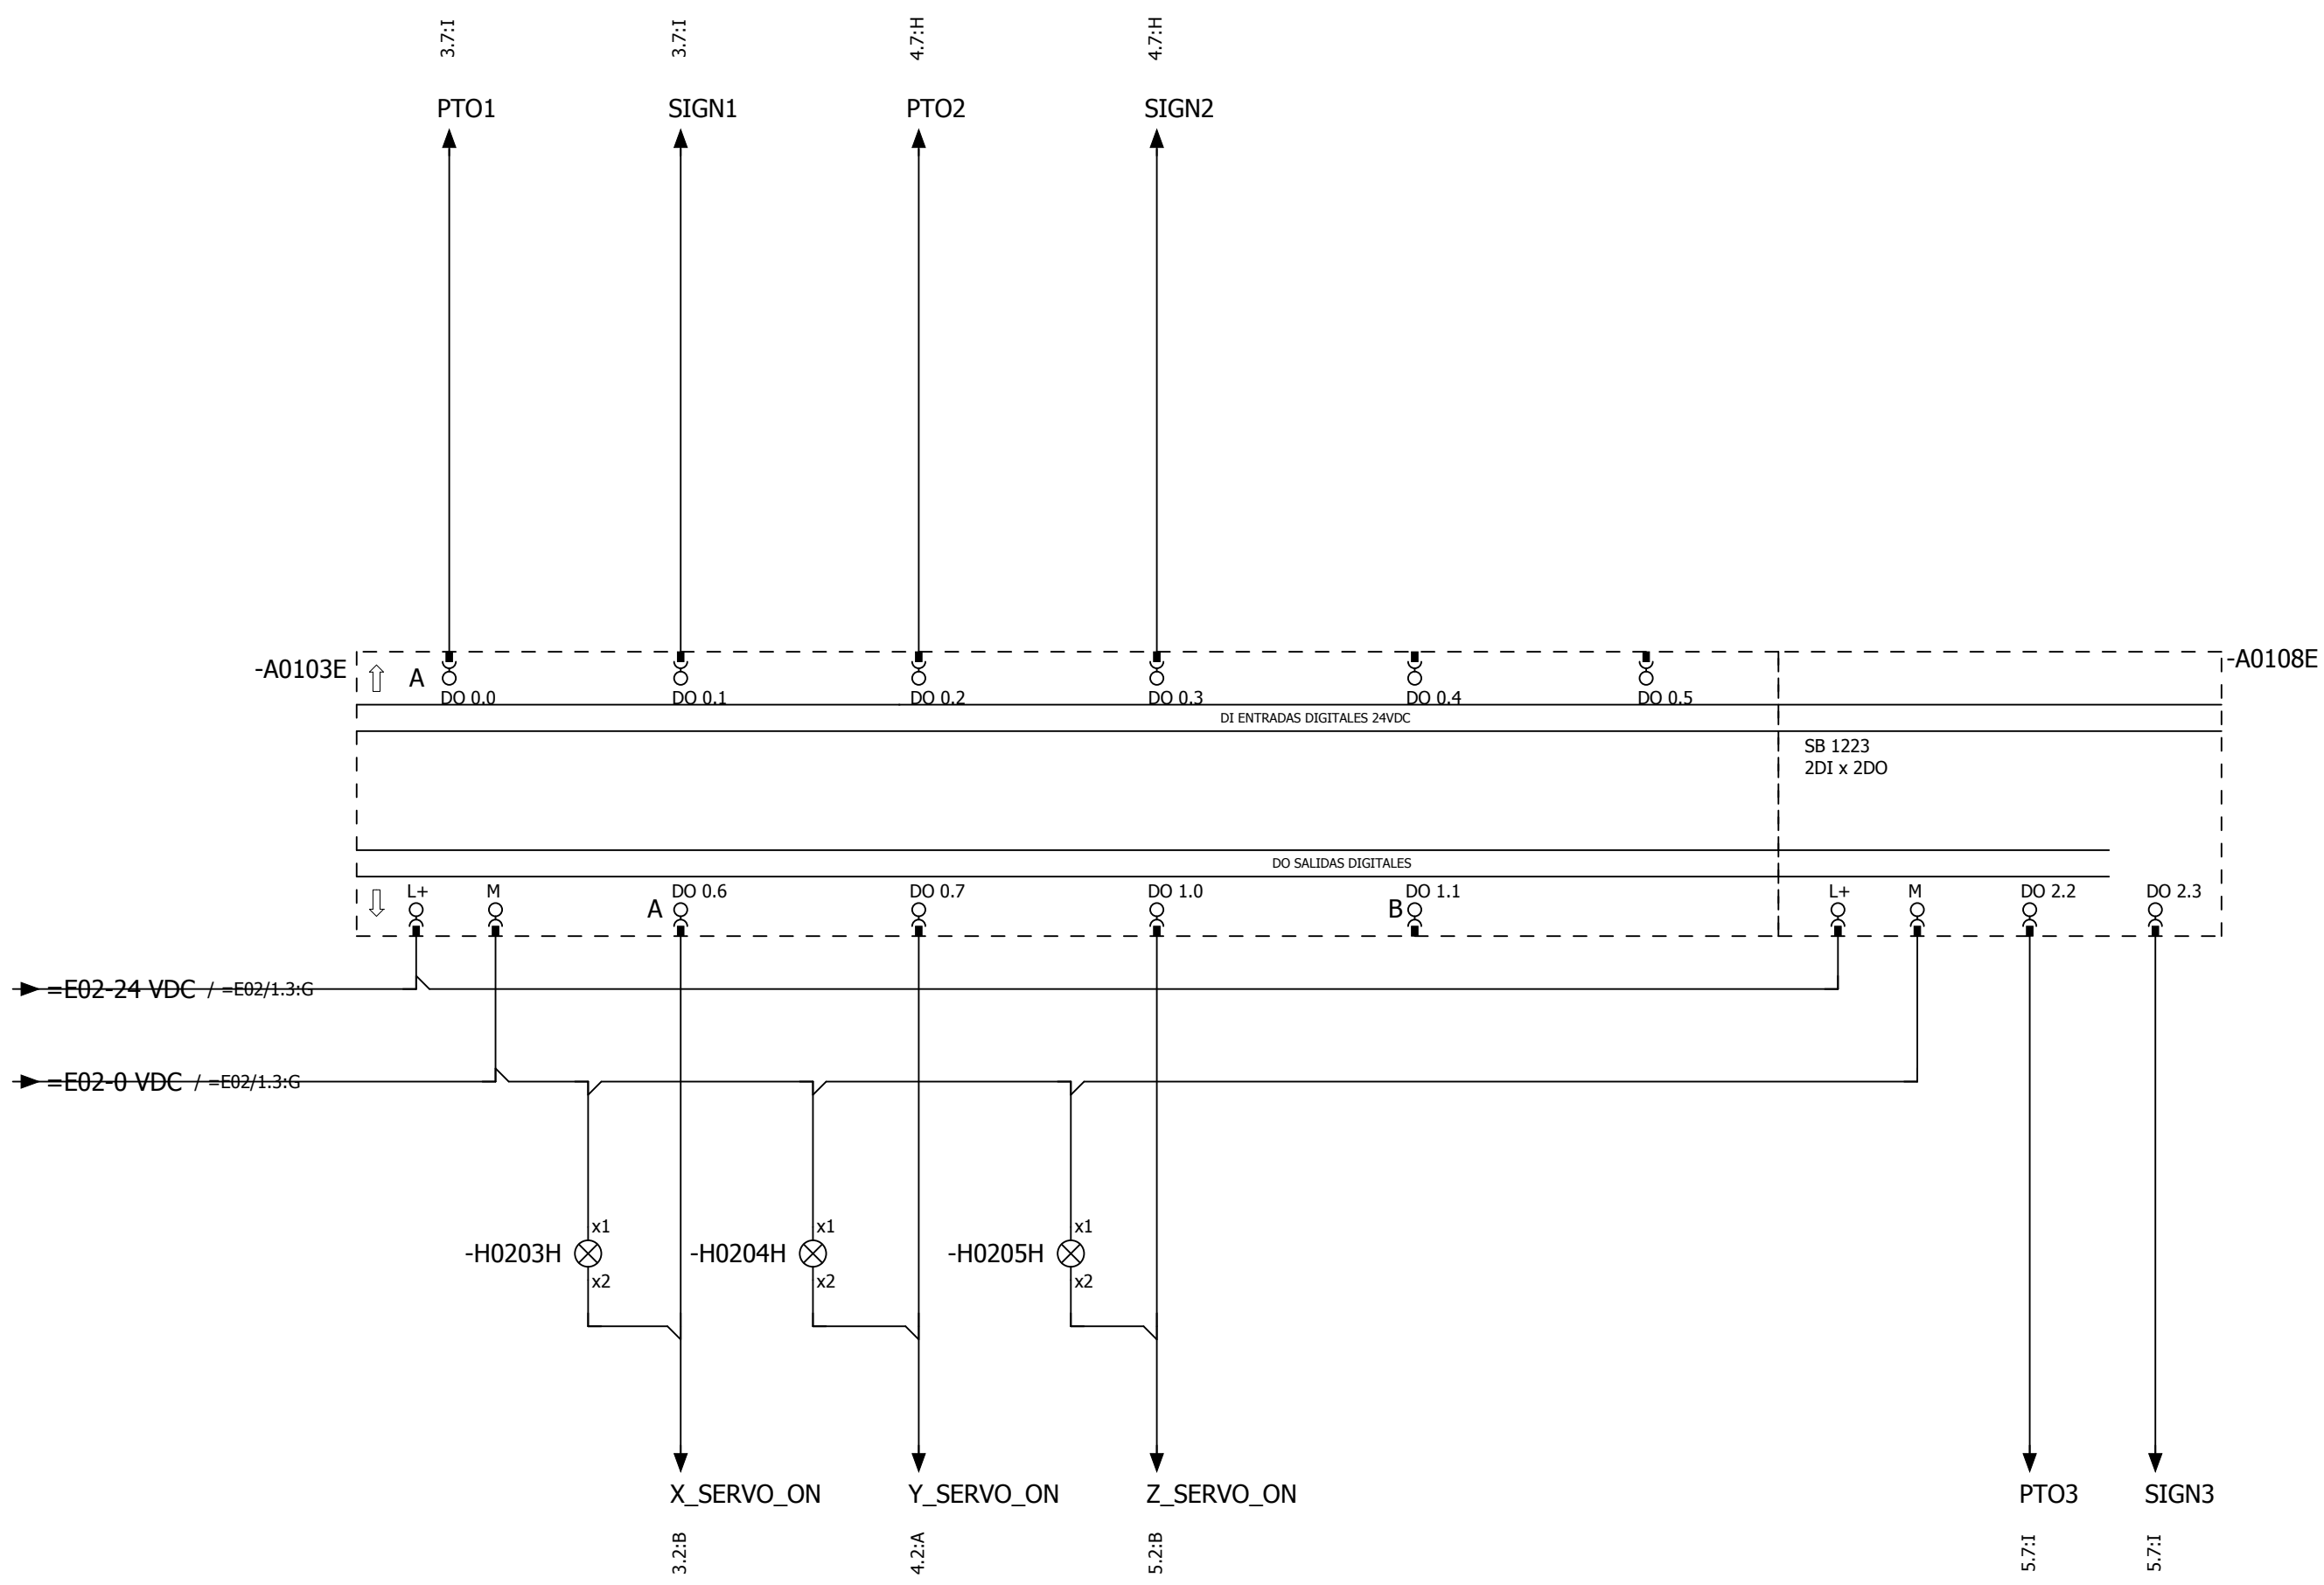 3.7:I
3.7:I
4.7:H
4.7:H
PTO1
SIGN1
PTO2
SIGN2
-A0103E
A
-A0108E
DO 0.0
DO 0.1
DO 0.2
DO 0.3
DO 0.4
DO 0.5
DI ENTRADAS DIGITALES 24VDC
SB 1223
2DI x 2DO
DO SALIDAS DIGITALES
L+
M
A
DO 0.6
DO 0.7
DO 1.0
B
DO 1.1
L+
M
DO 2.2
DO 2.3
=E02-24 VDC / =E02/1.3:G
=E02-0 VDC / =E02/1.3:G
-H0203H
x1
x2
-H0204H
x1
x2
-H0205H
x1
x2
X_SERVO_ON
Y_SERVO_ON
Z_SERVO_ON
PTO3
SIGN3
3.2:B
4.2:A
5.2:B
5.7:I
5.7:I